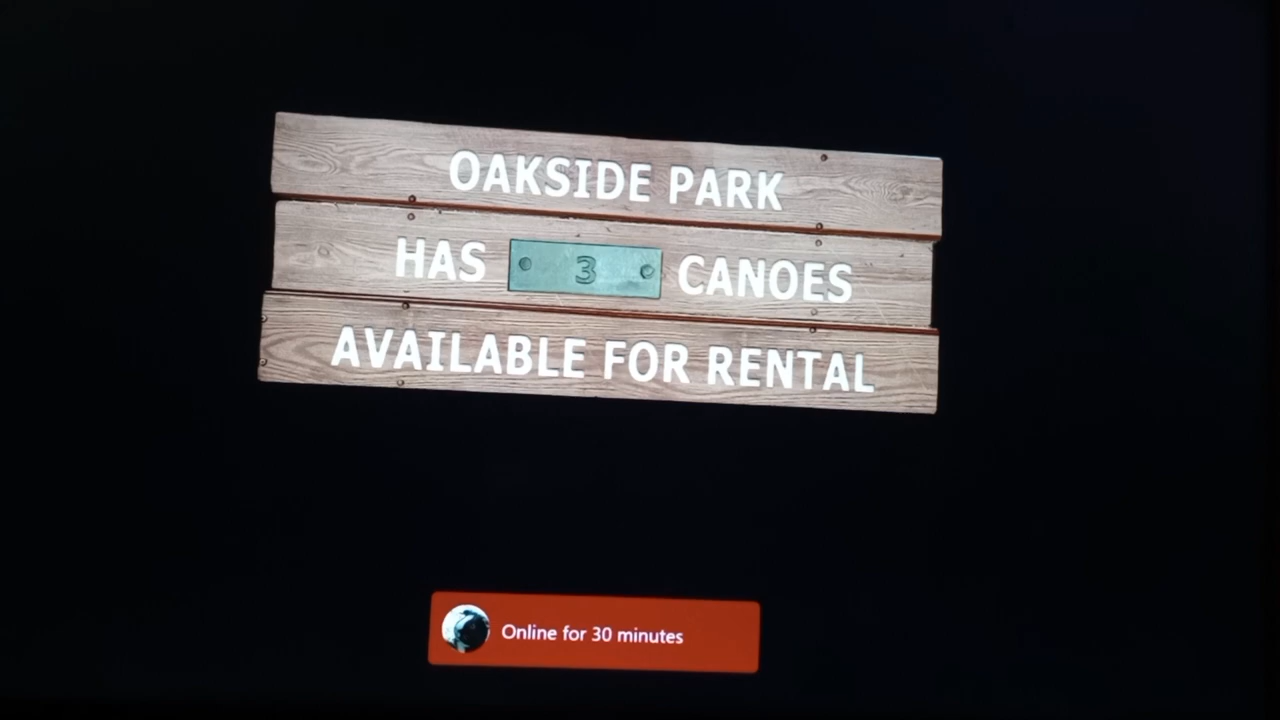 OAKSIDE PARK
HAS 3 CANOES
AVAILABLE FOR RENTAL
Online for 30 minutes